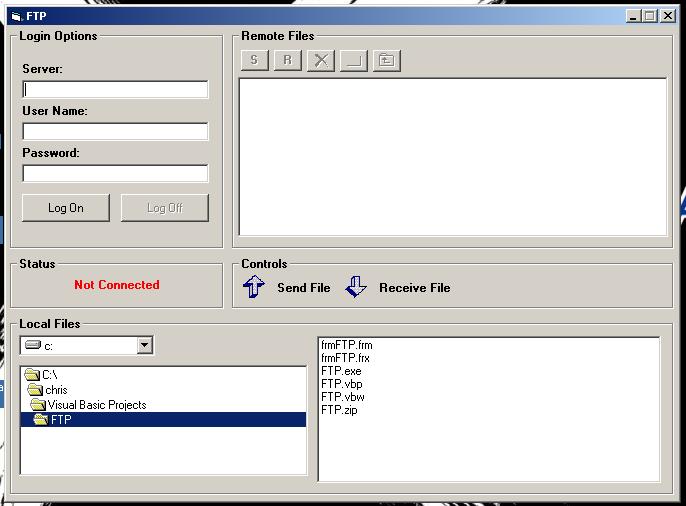 FTP
Login Options
Server:
User Name:
Password:
Log On
Log Off
Remote Files
S
R
Status
Not Connected
Controls
Send File
Receive File
Local Files
c:
C:\
chris
Visual Basic Projects
FTP
frmFTP.frm
frmFTP.frx
FTP.exe
FTP.vbp
FTP.vbw
FTP.zip